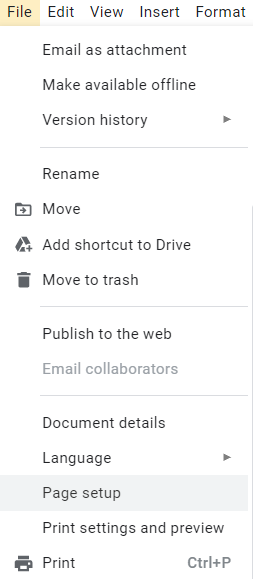 File Edit View Insert Format
Email as attachment
Make available offline
Version history
Rename
Move
Add shortcut to Drive
Move to trash
Publish to the web
Email collaborators
Document details
Language
Page setup
Print settings and preview
Print Ctrl+P